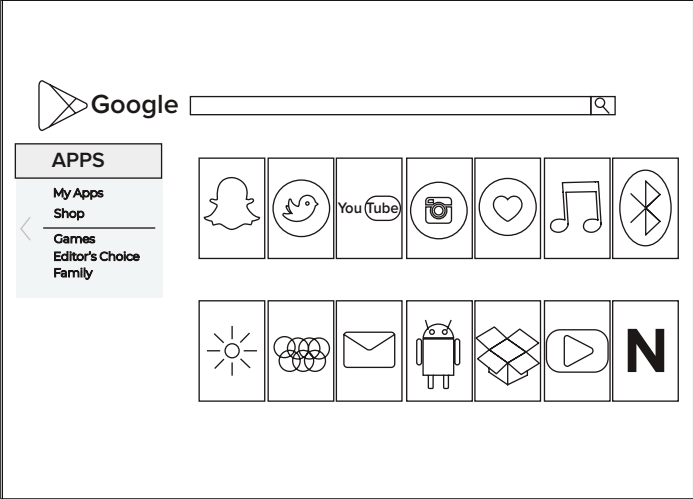 Google
APPS
My Apps
Shop
Games
Editor's Choice
Family
You Tube
N